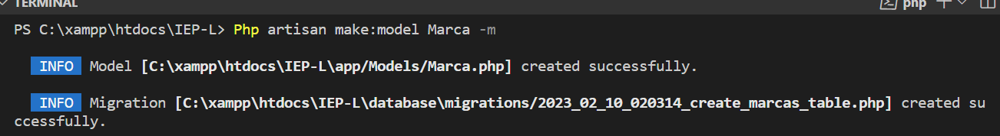 TERMINAL
php
PS C:\xampp\htdocs\IEP-L> Php artisan make:model Marca -m
INFO Model [C:\xampp\htdocs\IEP-L\app/Models/Marca.php] created successfully.
INFO Migration [C:\xampp\htdocs\IEP-L\database\migrations/2023_02_10_020314_create_marcas_table.php] created su
ccessfully.